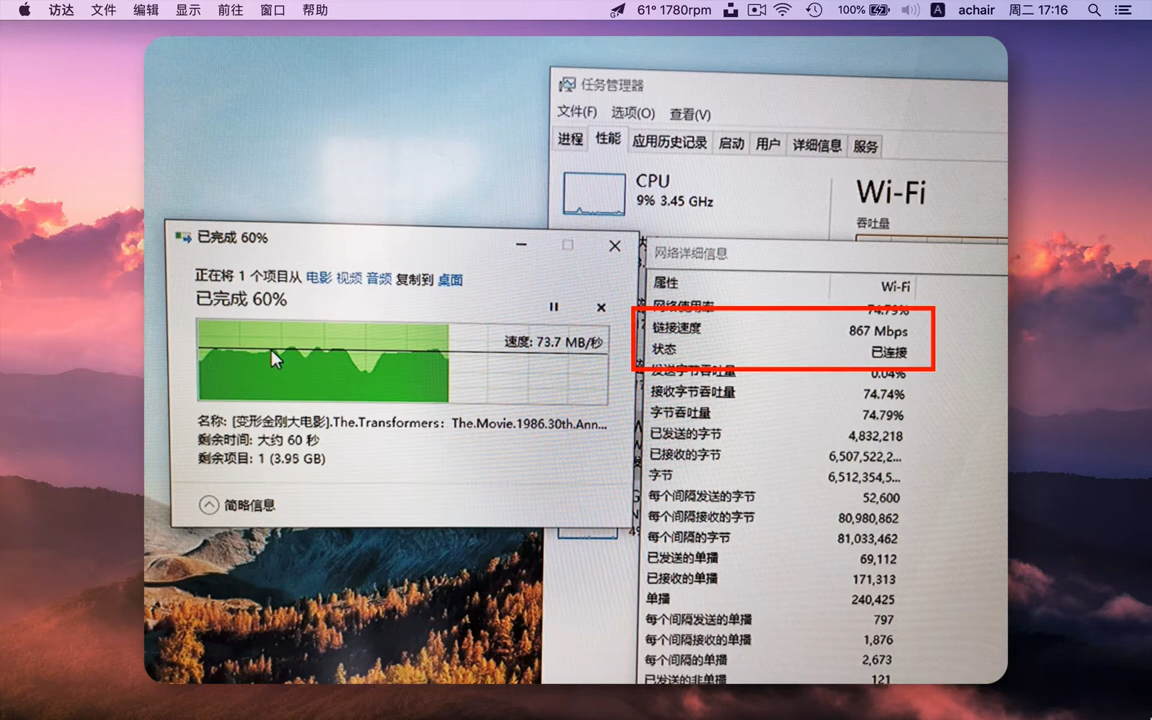 访达 文件 编辑 显示 前往 窗口 帮助 61° 1780rpm 100% A achair 周二 17:16
任务管理器
文件(F) 选项(O) 查看(V)
进程 性能 应用历史记录 启动 用户 详细信息 服务
CPU
9% 3.45 GHz
Wi-Fi
吞吐量
已完成 60%
正在将 1 个项目从 电影 视频 音频 复制到 桌面
已完成 60%
速度: 73.7 MB/秒
名称: [变形金刚大电影].The.Transformers：The.Movie.1986.30th.Ann...
剩余时间: 大约 60 秒
剩余项目: 1 (3.95 GB)
简略信息
网络详细信息
属性 Wi-Fi
网络使用率 74.79%
链接速度 867 Mbps
状态 已连接
发送字节吞吐量 0.04%
接收字节吞吐量 74.74%
字节吞吐量 74.79%
已发送的字节 4,832,218
已接收的字节 6,507,522,2...
字节 6,512,354,5...
每个间隔发送的字节 52,600
每个间隔接收的字节 80,980,862
每个间隔的字节 81,033,462
已发送的单播 69,112
已接收的单播 171,313
单播 240,425
每个间隔发送的单播 797
每个间隔接收的单播 1,876
每个间隔的单播 2,673
已发送的非单播 121